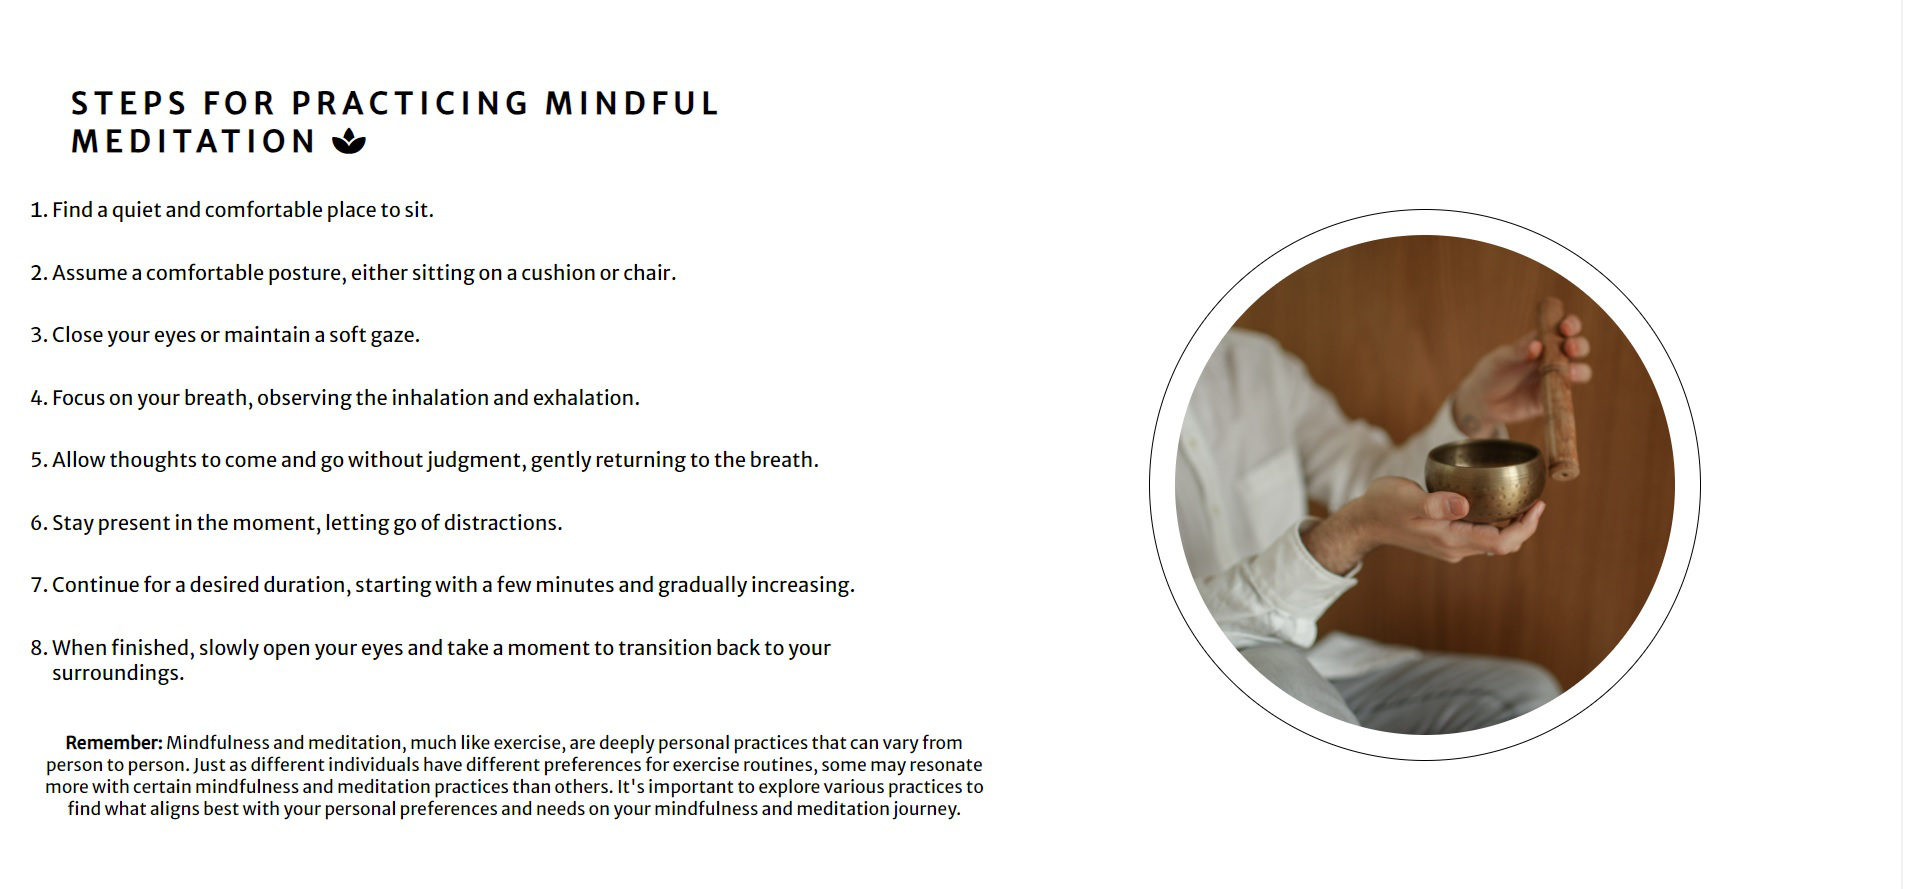 STEPS FOR PRACTICING MINDFUL
MEDITATION
1. Find a quiet and comfortable place to sit.
2. Assume a comfortable posture, either sitting on a cushion or chair.
3. Close your eyes or maintain a soft gaze.
4. Focus on your breath, observing the inhalation and exhalation.
5. Allow thoughts to come and go without judgment, gently returning to the breath.
6. Stay present in the moment, letting go of distractions.
7. Continue for a desired duration, starting with a few minutes and gradually increasing.
8. When finished, slowly open your eyes and take a moment to transition back to your
surroundings.
Remember: Mindfulness and meditation, much like exercise, are deeply personal practices that can vary from
person to person. Just as different individuals have different preferences for exercise routines, some may resonate
more with certain mindfulness and meditation practices than others. It's important to explore various practices to
find what aligns best with your personal preferences and needs on your mindfulness and meditation journey.